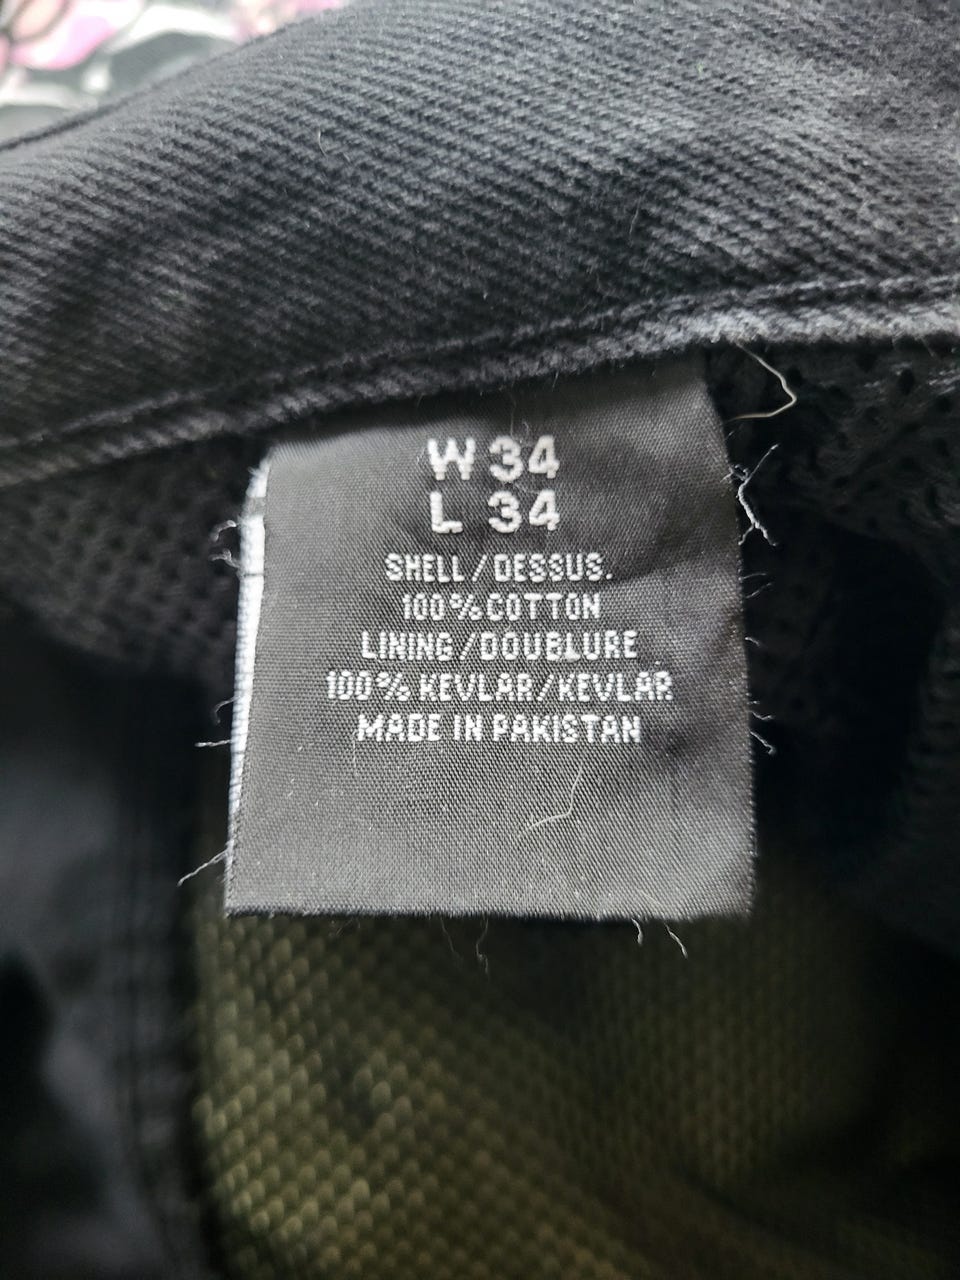 W 34
L 34
SHELL/DESSUS.
100% COTTON
LINING/DOUBLURE
100% KEVLAR/KEVLAR
MADE IN PAKISTAN